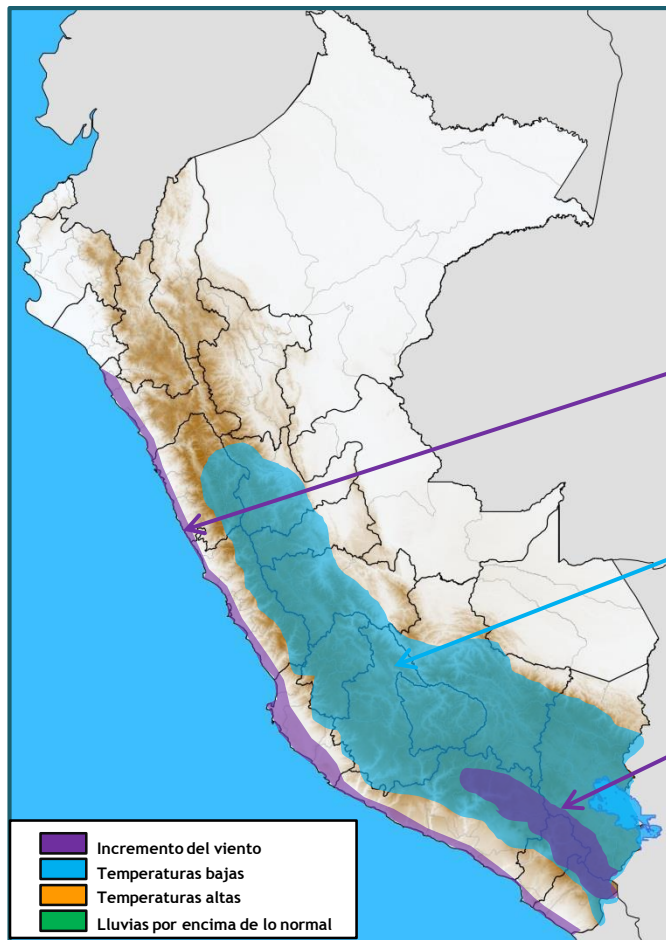 Incremento del viento
Temperaturas bajas
Temperaturas altas
Lluvias por encima de lo normal